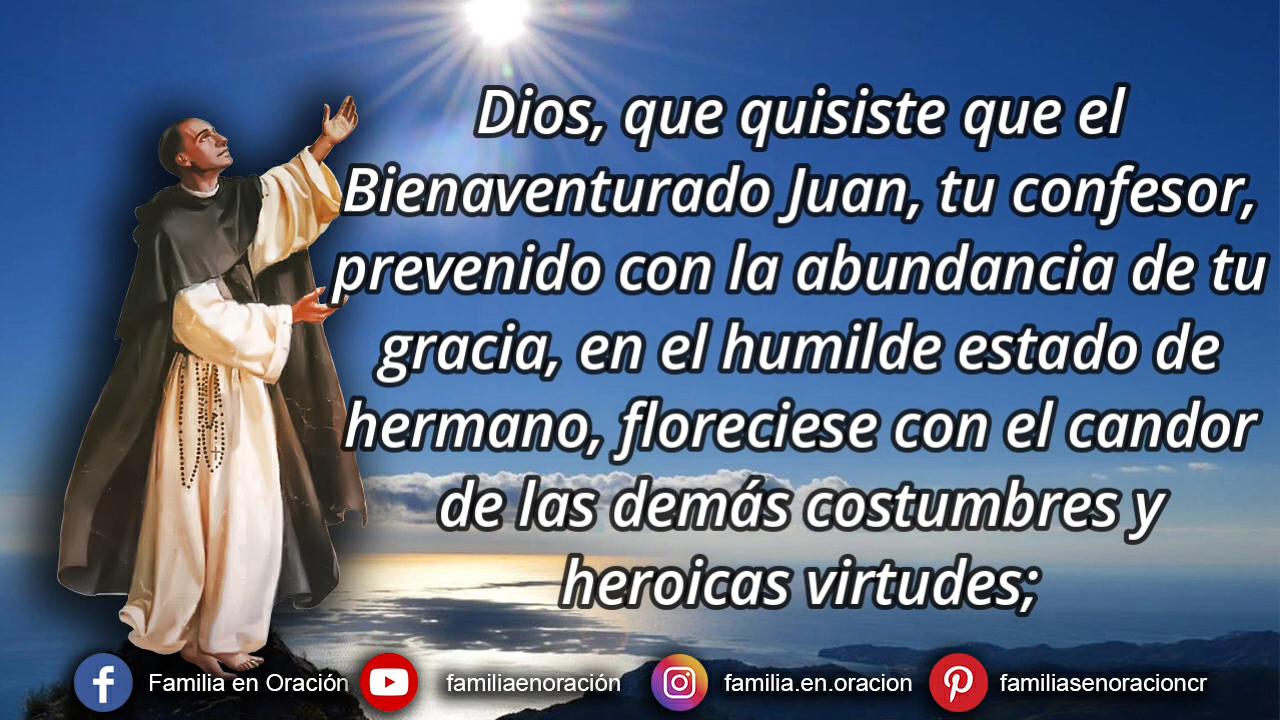 Dios, que quisiste que el
Bienaventurado Juan, tu confesor,
prevenido con la abundancia de tu
gracia, en el humilde estado de
hermano, floreciese con el candor
de las demás costumbres y
heroicas virtudes;
Familia en Oración
familiaenoración
familia.en.oracion
familiasenoracioncr